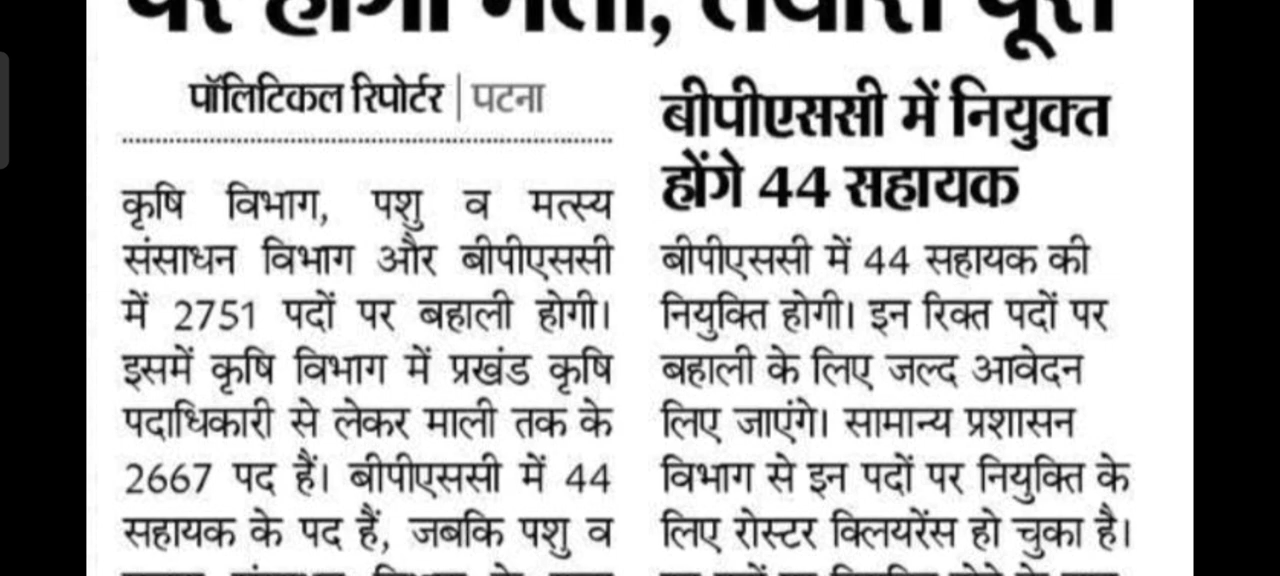 पर होगी भर्ती, तैयारी पूरी
पॉलिटिकल रिपोर्टर | पटना
कृषि विभाग, पशु व मत्स्य
संसाधन विभाग और बीपीएससी
में 2751 पदों पर बहाली होगी।
इसमें कृषि विभाग में प्रखंड कृषि
पदाधिकारी से लेकर माली तक के
2667 पद हैं। बीपीएससी में 44
सहायक के पद हैं, जबकि पशु व
बीपीएससी में नियुक्त
होंगे 44 सहायक
बीपीएससी में 44 सहायक की
नियुक्ति होगी। इन रिक्त पदों पर
बहाली के लिए जल्द आवेदन
लिए जाएंगे। सामान्य प्रशासन
विभाग से इन पदों पर नियुक्ति के
लिए रोस्टर क्लियरेंस हो चुका है।